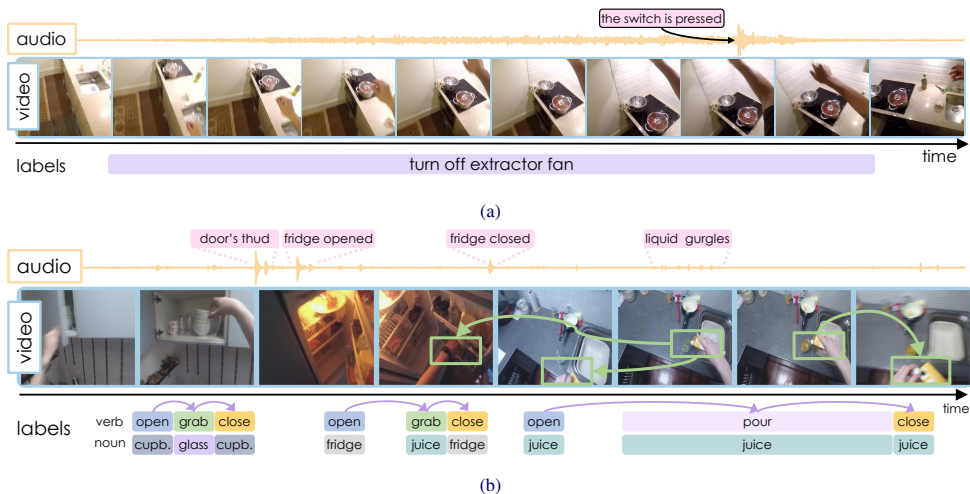 the switch is pressed
audio
video
time
labels
turn off extractor fan
(a)
door's thud fridge opened fridge closed liquid gurgles
audio
video
time
labels
verb open grab close open grab close open pour close
noun cupb. glass cupb. fridge juice fridge juice juice juice
(b)